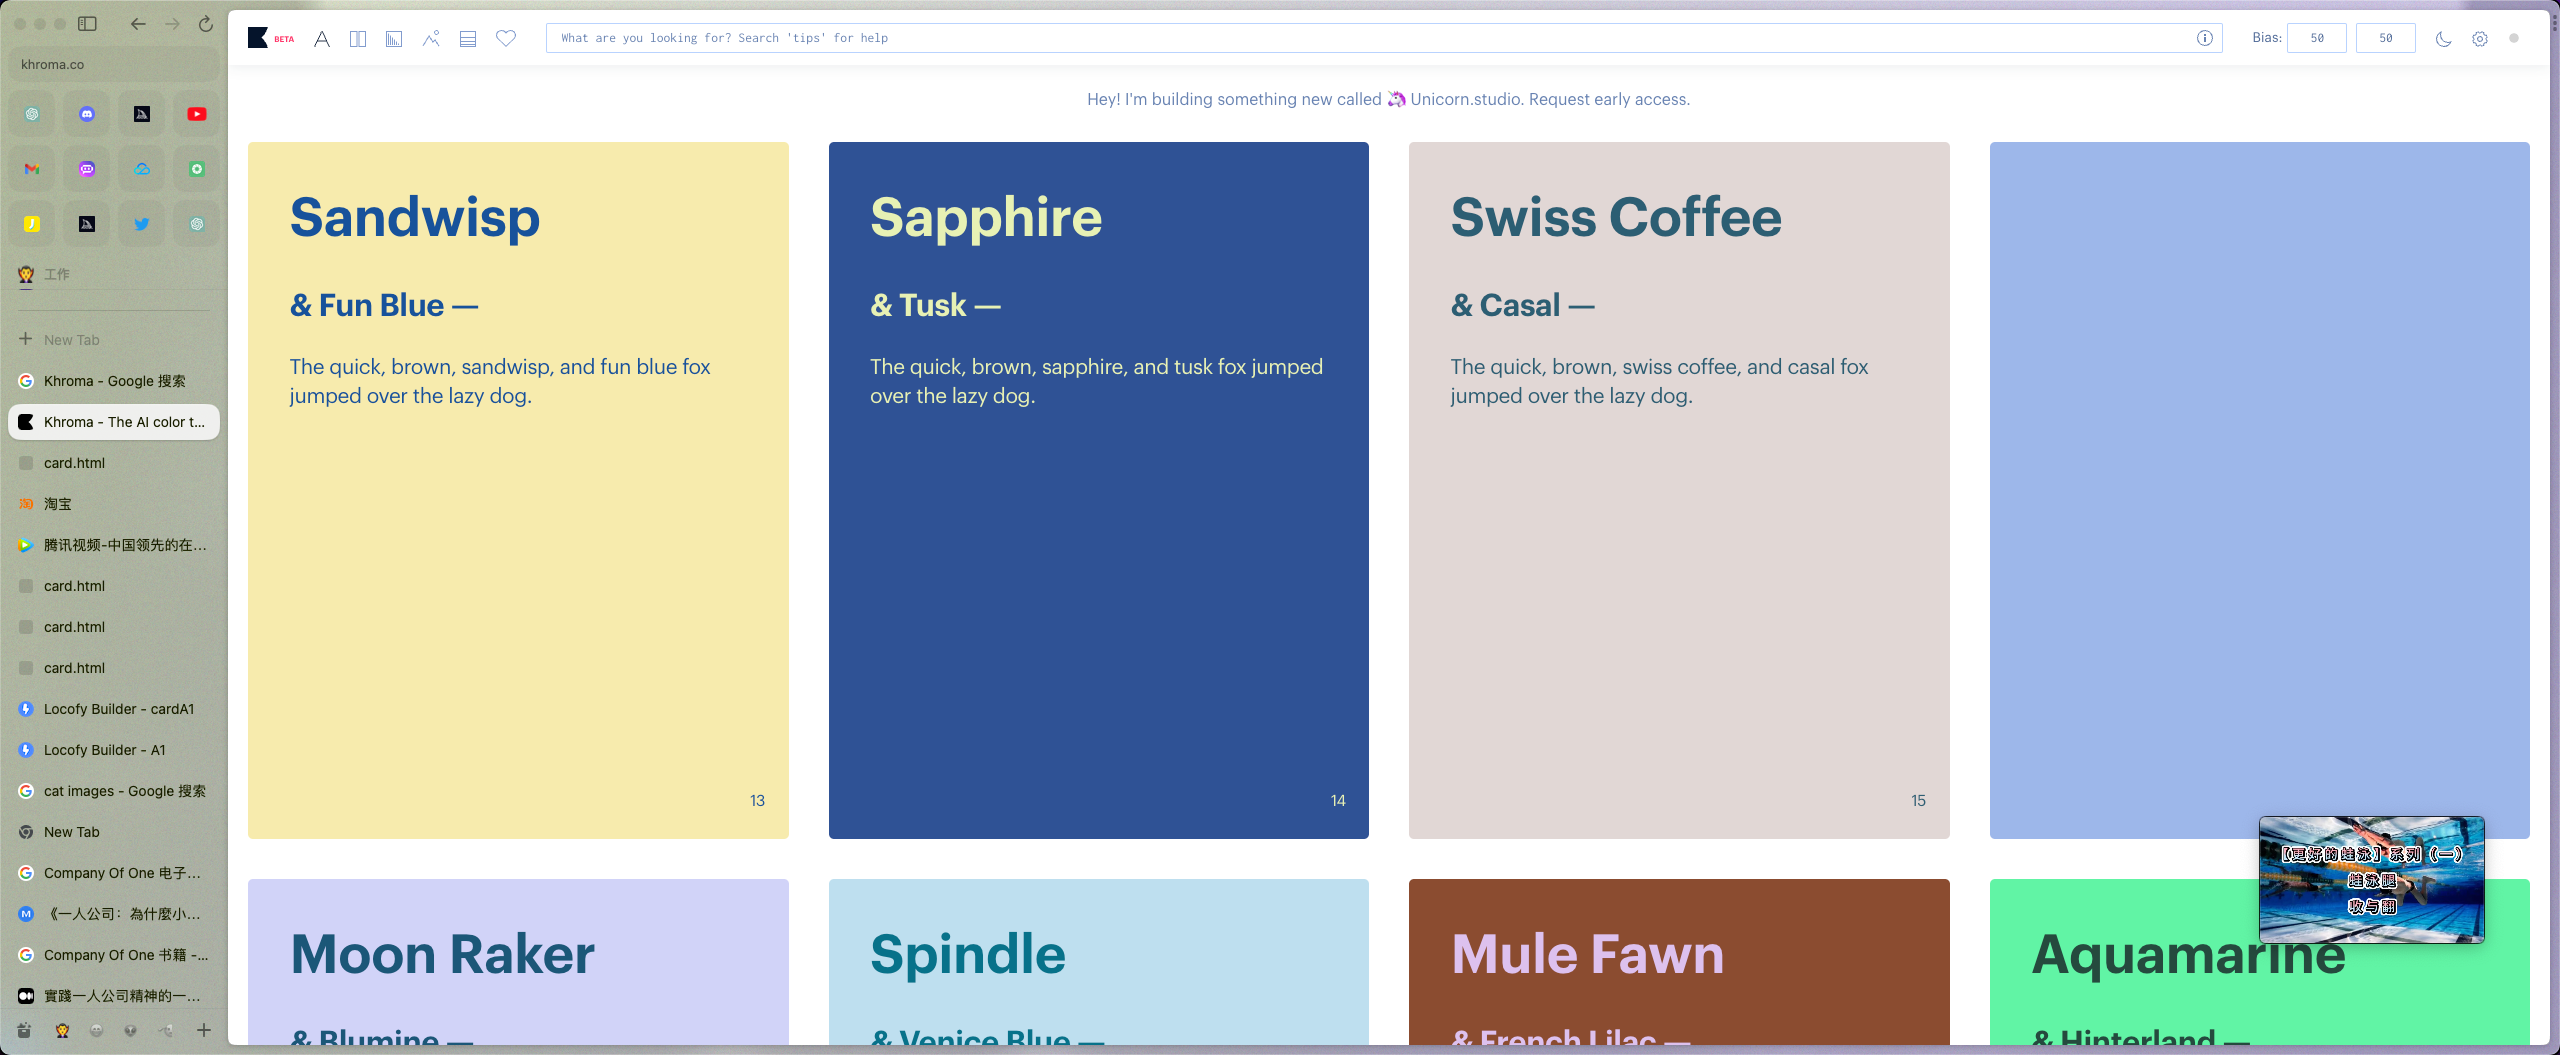 khroma.co
工作
New Tab
Khroma - Google 搜索
Khroma - The AI color t...
card.html
淘宝
腾讯视频-中国领先的在...
card.html
card.html
card.html
Locofy Builder - cardA1
Locofy Builder - A1
cat images - Google 搜索
New Tab
Company Of One 电子...
《一人公司：為什麼小...
Company Of One 书籍 -...
實踐一人公司精神的一...
BETA
What are you looking for? Search 'tips' for help
Bias:
50
50
Hey! I'm building something new called 🦄 Unicorn.studio. Request early access.
Sandwisp
& Fun Blue —
The quick, brown, sandwisp, and fun blue fox
jumped over the lazy dog.
13
Sapphire
& Tusk —
The quick, brown, sapphire, and tusk fox jumped
over the lazy dog.
14
Swiss Coffee
& Casal —
The quick, brown, swiss coffee, and casal fox
jumped over the lazy dog.
15
【更好的蛙泳】系列（一）
蛙泳腿
收与翻
Moon Raker
& Blumine —
Spindle
& Venice Blue —
Mule Fawn
& French Lilac —
Aquamarine
& Hinterland —